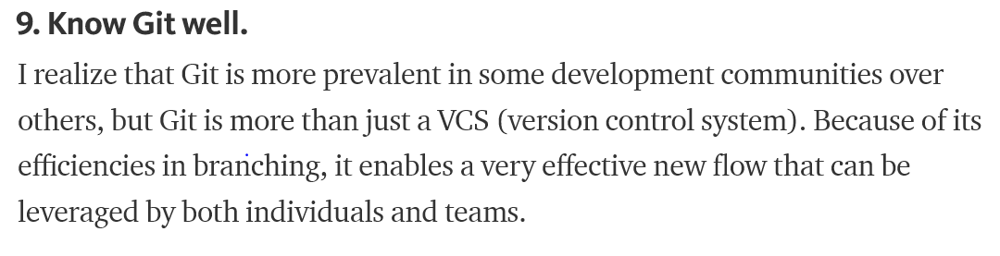 9. Know Git well.
I realize that Git is more prevalent in some development communities over
others, but Git is more than just a VCS (version control system). Because of its
efficiencies in branching, it enables a very effective new flow that can be
leveraged by both individuals and teams.